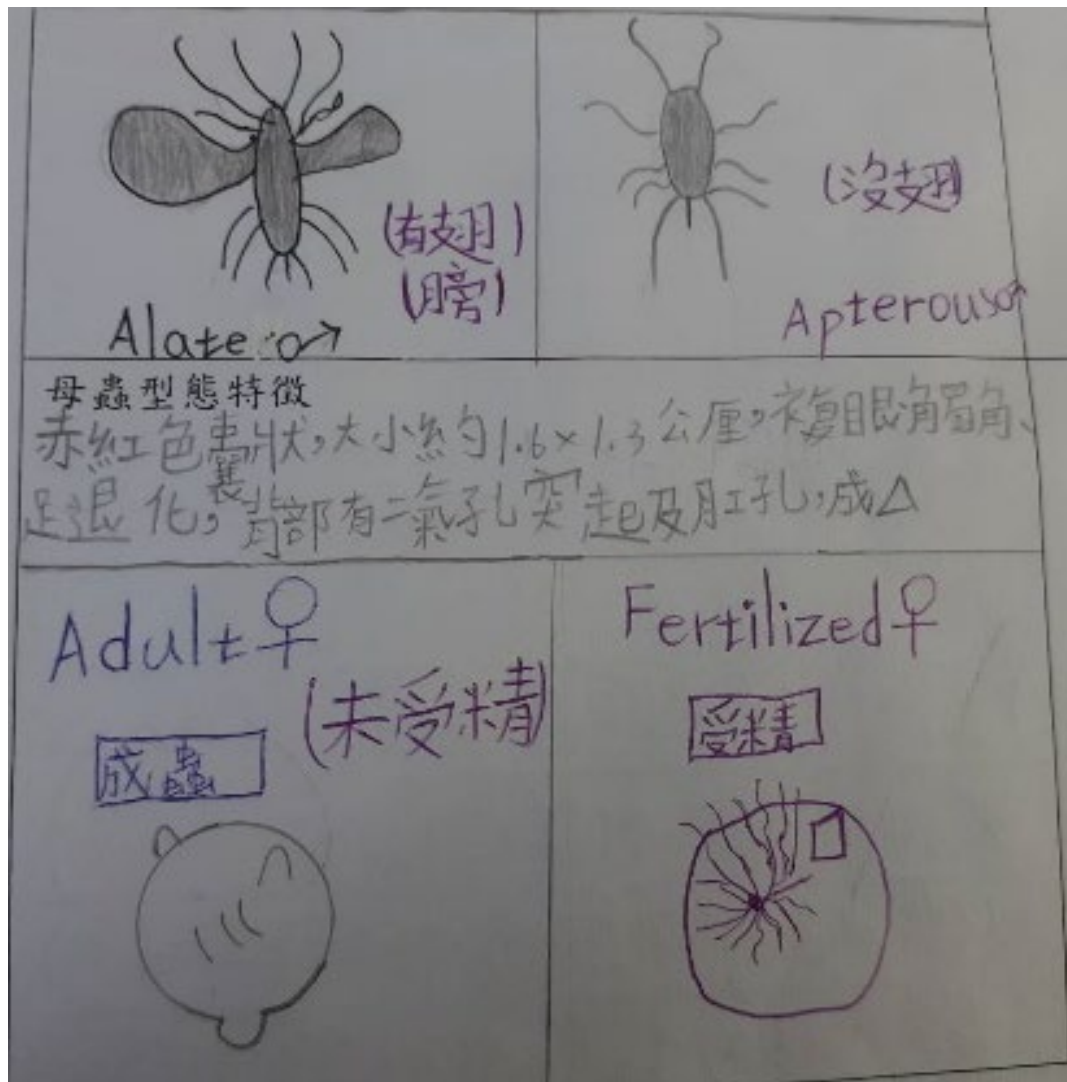 (有翅)
(膀)
Alate ♂
(沒翅)
Apterous♂
母蟲型態特徵
赤紅色囊狀,大小約1.6×1.3公厘,複眼、觸角、
足退化,背部有二氣孔突起及肛孔,成△
Adult♀
(未受精)
成蟲
Fertilized♀
受精